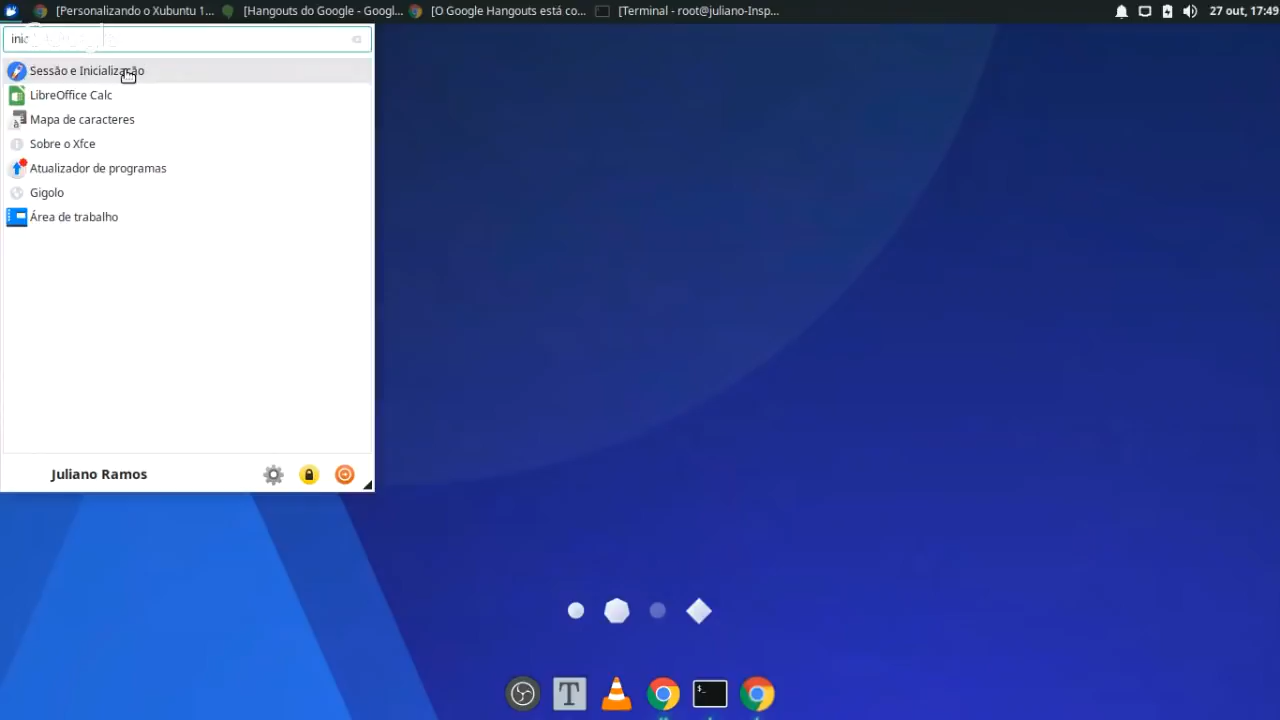 [Personalizando o Xubuntu 1... [Hangouts do Google - Googl... [O Google Hangouts está co... [Terminal - root@juliano-Insp... 27 out, 17:49
inic
Sessão e Inicialização
LibreOffice Calc
Mapa de caracteres
Sobre o Xfce
Atualizador de programas
Gigolo
Área de trabalho
Juliano Ramos